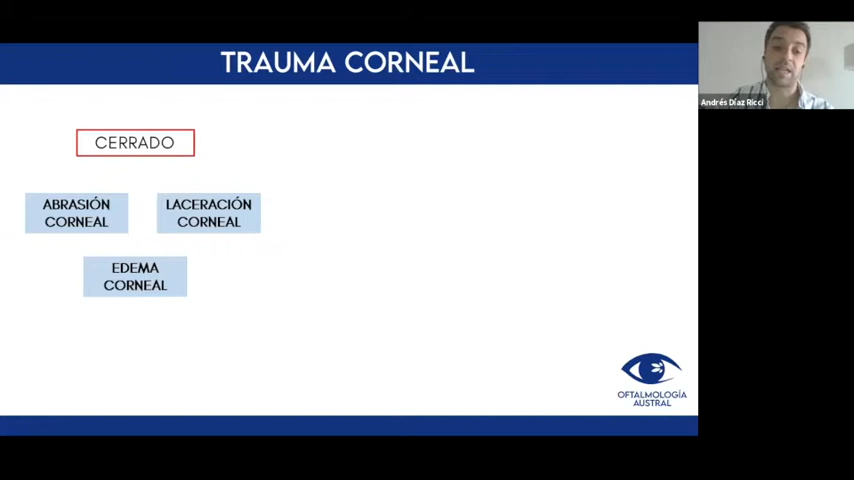 TRAUMA CORNEAL
Andrés Díaz Ricci
CERRADO
ABRASIÓN
CORNEAL
LACERACIÓN
CORNEAL
EDEMA
CORNEAL
OFTALMOLOGÍA
AUSTRAL